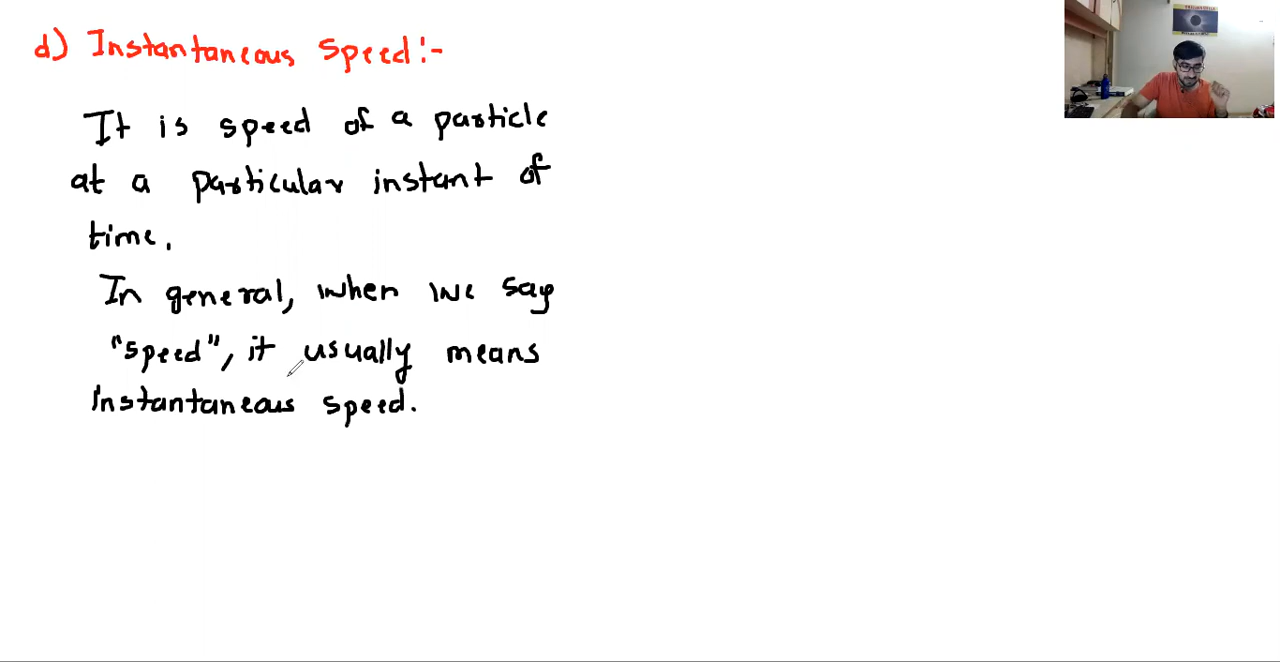 d) Instantaneous Speed:-
It is speed of a particle
at a particular instant of
time.
In general, when we say
"speed", it usually means
instantaneous speed.